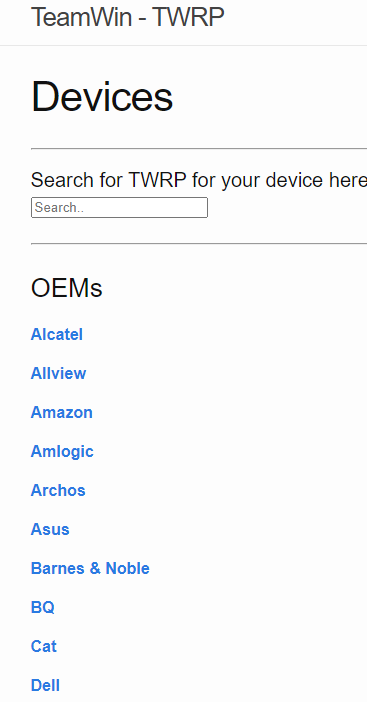 TeamWin - TWRP
Devices
Search for TWRP for your device here
Search..
OEMs
Alcatel
Allview
Amazon
Amlogic
Archos
Asus
Barnes & Noble
BQ
Cat
Dell